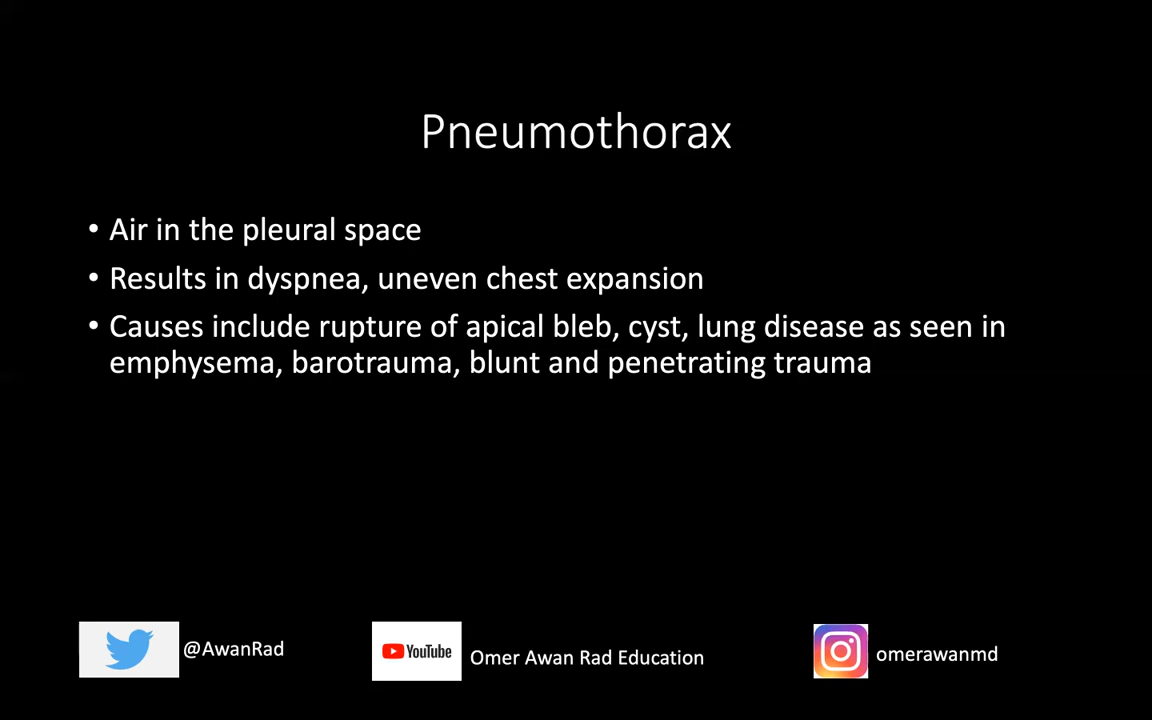 Pneumothorax
• Air in the pleural space
• Results in dyspnea, uneven chest expansion
• Causes include rupture of apical bleb, cyst, lung disease as seen in
emphysema, barotrauma, blunt and penetrating trauma
@AwanRad
YouTube
Omer Awan Rad Education
omerawanmd